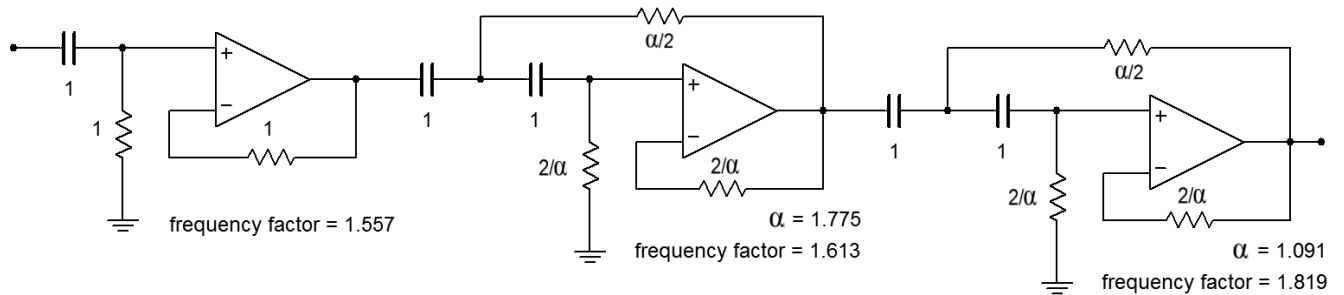 1
1
+
−
1
frequency factor = 1.557
α/2
1
1
2/α
+
−
2/α
α = 1.775
frequency factor = 1.613
α/2
1
1
2/α
+
−
2/α
α = 1.091
frequency factor = 1.819